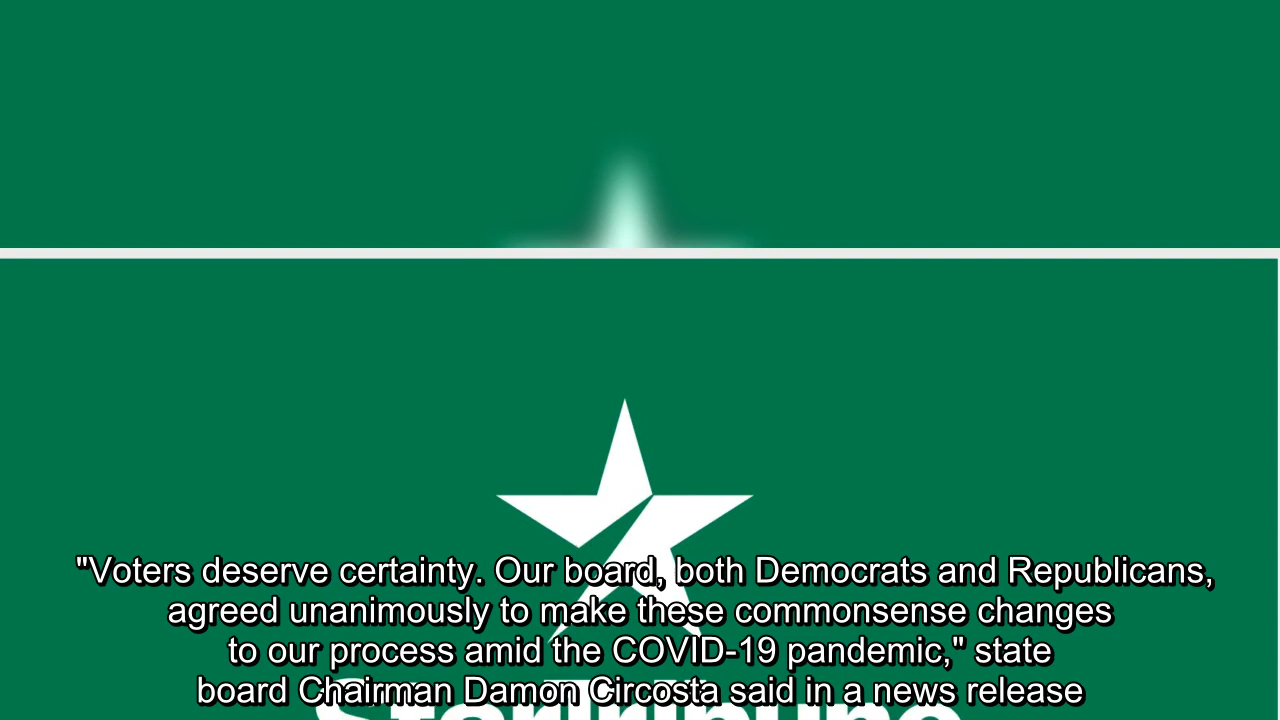 "Voters deserve certainty. Our board, both Democrats and Republicans,
agreed unanimously to make these commonsense changes
to our process amid the COVID-19 pandemic," state
board Chairman Damon Circosta said in a news release
StarTribune